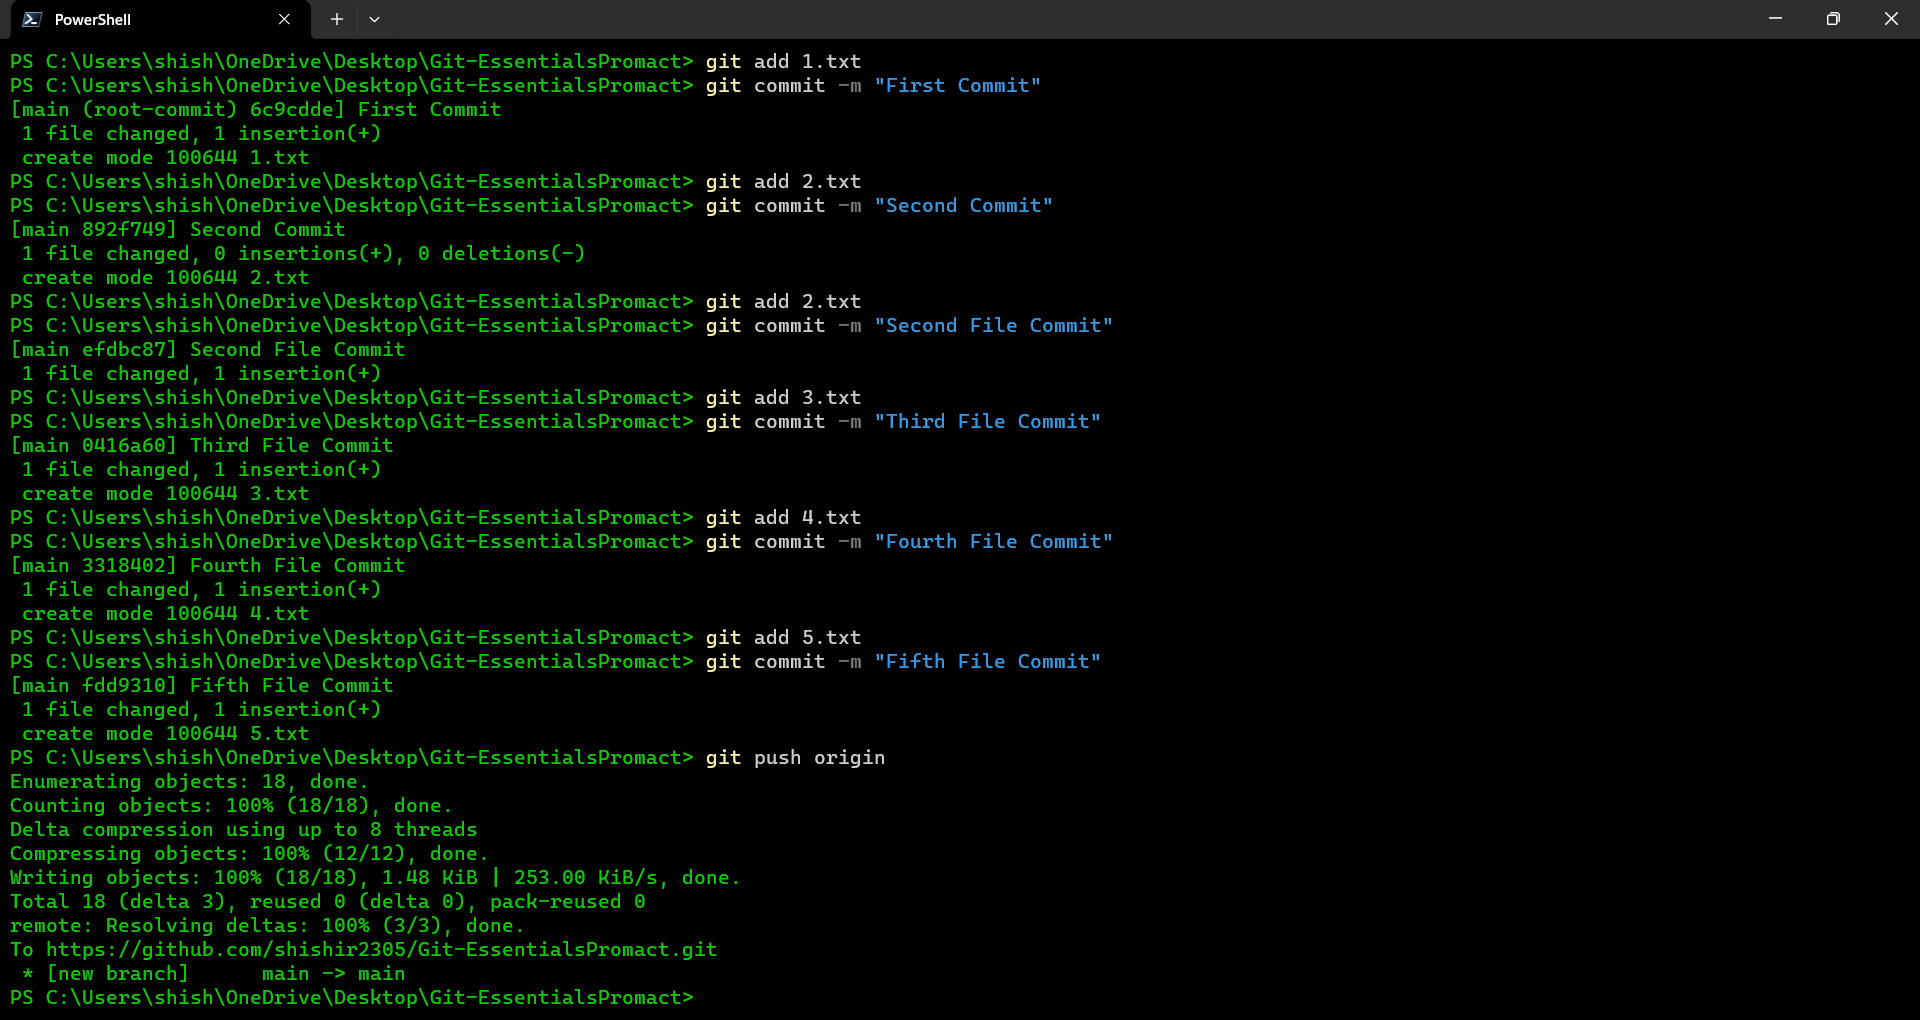 PowerShell
PS C:\Users\shish\OneDrive\Desktop\Git-EssentialsPromact> git add 1.txt
PS C:\Users\shish\OneDrive\Desktop\Git-EssentialsPromact> git commit -m "First Commit"
[main (root-commit) 6c9cdde] First Commit
 1 file changed, 1 insertion(+)
 create mode 100644 1.txt
PS C:\Users\shish\OneDrive\Desktop\Git-EssentialsPromact> git add 2.txt
PS C:\Users\shish\OneDrive\Desktop\Git-EssentialsPromact> git commit -m "Second Commit"
[main 892f749] Second Commit
 1 file changed, 0 insertions(+), 0 deletions(-)
 create mode 100644 2.txt
PS C:\Users\shish\OneDrive\Desktop\Git-EssentialsPromact> git add 2.txt
PS C:\Users\shish\OneDrive\Desktop\Git-EssentialsPromact> git commit -m "Second File Commit"
[main efdbc87] Second File Commit
 1 file changed, 1 insertion(+)
PS C:\Users\shish\OneDrive\Desktop\Git-EssentialsPromact> git add 3.txt
PS C:\Users\shish\OneDrive\Desktop\Git-EssentialsPromact> git commit -m "Third File Commit"
[main 0416a60] Third File Commit
 1 file changed, 1 insertion(+)
 create mode 100644 3.txt
PS C:\Users\shish\OneDrive\Desktop\Git-EssentialsPromact> git add 4.txt
PS C:\Users\shish\OneDrive\Desktop\Git-EssentialsPromact> git commit -m "Fourth File Commit"
[main 3318402] Fourth File Commit
 1 file changed, 1 insertion(+)
 create mode 100644 4.txt
PS C:\Users\shish\OneDrive\Desktop\Git-EssentialsPromact> git add 5.txt
PS C:\Users\shish\OneDrive\Desktop\Git-EssentialsPromact> git commit -m "Fifth File Commit"
[main fdd9310] Fifth File Commit
 1 file changed, 1 insertion(+)
 create mode 100644 5.txt
PS C:\Users\shish\OneDrive\Desktop\Git-EssentialsPromact> git push origin
Enumerating objects: 18, done.
Counting objects: 100% (18/18), done.
Delta compression using up to 8 threads
Compressing objects: 100% (12/12), done.
Writing objects: 100% (18/18), 1.48 KiB | 253.00 KiB/s, done.
Total 18 (delta 3), reused 0 (delta 0), pack-reused 0
remote: Resolving deltas: 100% (3/3), done.
To https://github.com/shishir2305/Git-EssentialsPromact.git
 * [new branch]      main -> main
PS C:\Users\shish\OneDrive\Desktop\Git-EssentialsPromact>